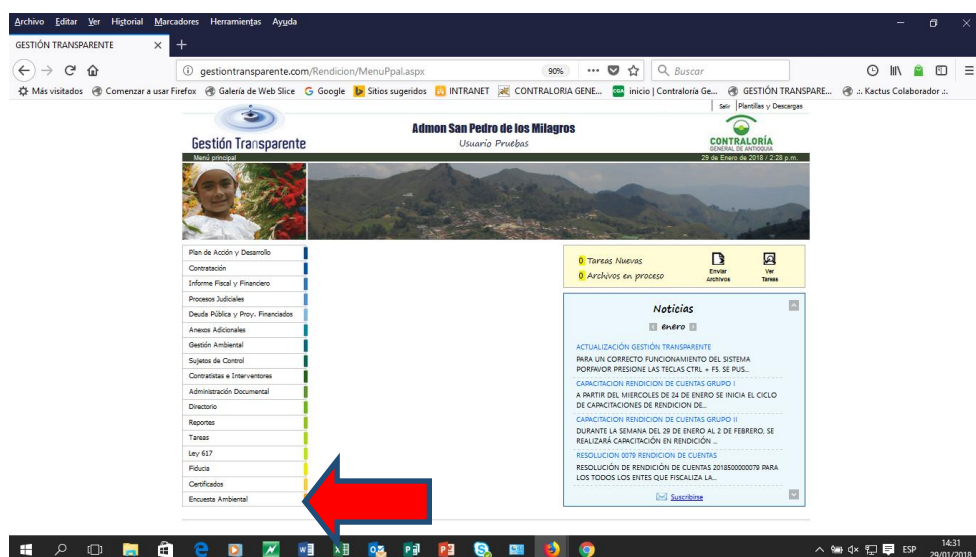 Archivo Editar Ver Historial Marcadores Herramientas Ayuda
GESTIÓN TRANSPARENTE
gestiontransparente.com/Rendicion/MenuPpal.aspx
90%
Buscar
Más visitados Comenzar a usar Firefox Galería de Web Slice Google Sitios sugeridos INTRANET CONTRALORIA GENE... inicio | Contraloría Ge... GESTIÓN TRANSPARE... .:. Kactus Colaborador .:.
Salir Plantillas y Descargas
Gestión Transparente
Admon San Pedro de los Milagros
Usuario Pruebas
CONTRALORÍA
GENERAL DE ANTIOQUIA
Menú principal
29 de Enero de 2018 / 2:28 p.m.
Plan de Acción y Desarrollo
Contratación
Informe Fiscal y Financiero
Procesos Judiciales
Deuda Pública y Proy. Financiados
Anexos Adicionales
Gestión Ambiental
Sujetos de Control
Contratistas e Interventores
Administración Documental
Directorio
Reportes
Tareas
Ley 617
Fiducia
Certificados
Encuesta Ambiental
0 Tareas Nuevas
0 Archivos en proceso
Enviar Archivos
Ver Tareas
Noticias
enero
ACTUALIZACIÓN GESTIÓN TRANSPARENTE
PARA UN CORRECTO FUNCIONAMIENTO DEL SISTEMA
PORFAVOR PRESIONE LAS TECLAS CTRL + F5. SE PUS...
CAPACITACION RENDICION DE CUENTAS GRUPO I
A PARTIR DEL MIERCOLES DE 24 DE ENERO SE INICIA EL CICLO
DE CAPACITACIONES DE RENDICION DE...
CAPACITACION RENDICION DE CUENTAS GRUPO II
DURANTE LA SEMANA DEL 29 DE ENERO AL 2 DE FEBRERO, SE
REALIZARÁ CAPACITACIÓN EN RENDICIÓN ...
RESOLUCION 0079 RENDICION DE CUENTAS
RESOLUCIÓN DE RENDICIÓN DE CUENTAS 2018500000079 PARA
LOS TODOS LOS ENTES QUE FISCALIZA LA...
Suscribirse
ESP
14:31
29/01/2018